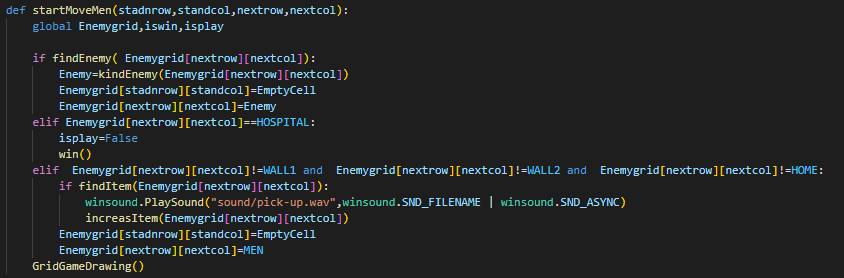 def startMoveMen(stadnrow,standcol,nextrow,nextcol):
    global Enemygrid,iswin,isplay

    if findEnemy( Enemygrid[nextrow][nextcol]):
        Enemy=kindEnemy(Enemygrid[nextrow][nextcol])
        Enemygrid[stadnrow][standcol]=EmptyCell
        Enemygrid[nextrow][nextcol]=Enemy
    elif Enemygrid[nextrow][nextcol]==HOSPITAL:
        isplay=False
        win()
    elif  Enemygrid[nextrow][nextcol]!=WALL1 and  Enemygrid[nextrow][nextcol]!=WALL2 and  Enemygrid[nextrow][nextcol]!=HOME:
        if findItem(Enemygrid[nextrow][nextcol]):
            winsound.PlaySound("sound/pick-up.wav",winsound.SND_FILENAME | winsound.SND_ASYNC)
            increasItem(Enemygrid[nextrow][nextcol])
        Enemygrid[stadnrow][standcol]=EmptyCell
        Enemygrid[nextrow][nextcol]=MEN
    GridGameDrawing()